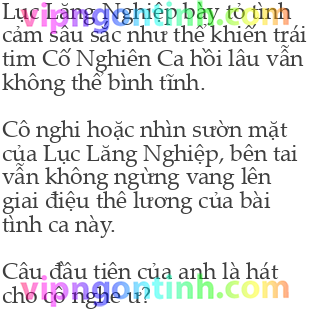 Lục Lăng Nghiệp bày tỏ tình
cảm sâu sắc như thể khiến trái
tim Cố Nghiên Ca hồi lâu vẫn
không thể bình tĩnh.
Cô nghi hoặc nhìn sườn mặt
của Lục Lăng Nghiệp, bên tai
vẫn không ngừng vang lên
giai điệu thê lương của bài
tình ca này.
Câu đầu tiên của anh là hát
cho cô nghe ư?
vipngontinh.com
vipngontinh.com